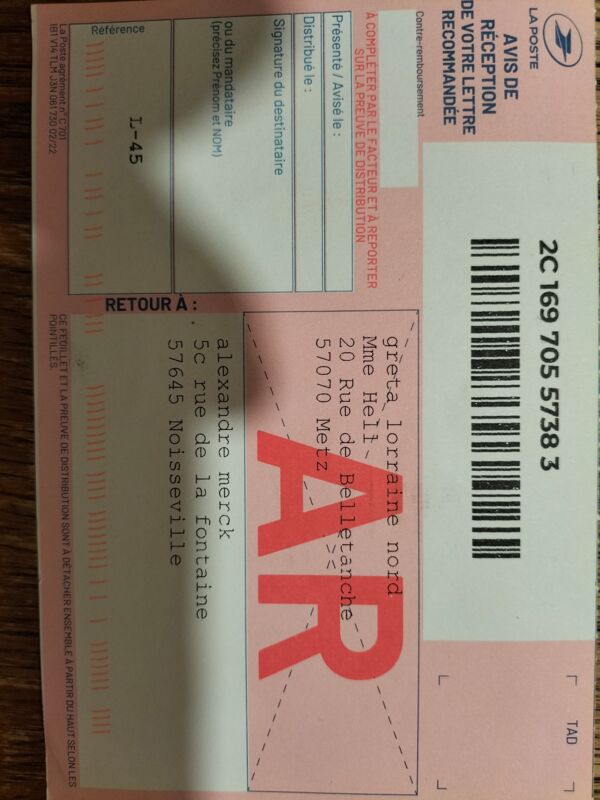 LA POSTE
AVIS DE
RÉCEPTION
DE VOTRE LETTRE
RECOMMANDÉE
2C 169 705 5738 3
TAD
Contre-remboursement
À COMPLÉTER PAR LE FACTEUR ET À REPORTER
SUR LA PREUVE DE DISTRIBUTION
Présenté / Avisé le :
Distribué le :
Signature du destinataire
ou du mandataire
(précisez Prénom et NOM)
Référence
L-45
La Poste agrément n° C 701
greta lorraine nord
Mme Hell
20 Rue de Belletanche
57070 Metz
AR
RETOUR À :
alexandre merck
5c rue de la fontaine
57645 Noisseville
CE FEUILLET ET LA PREUVE DE DISTRIBUTION SONT À DÉTACHER ENSEMBLE À PARTIR DU HAUT SELON LES
POINTILLÉS.